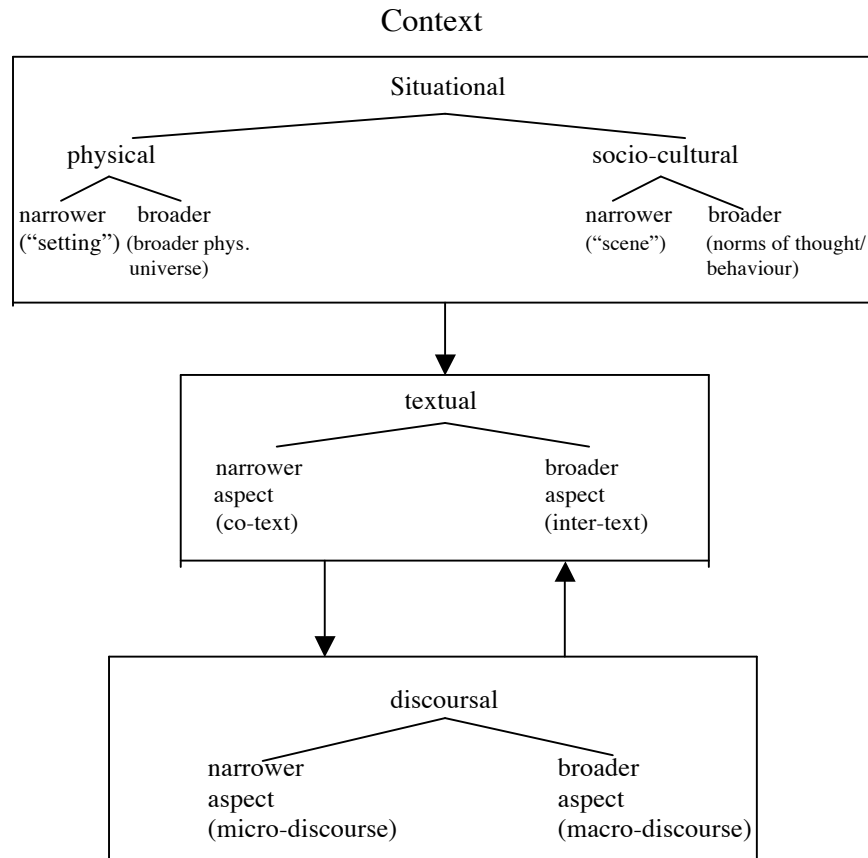 Context
Situational
physical
socio-cultural
narrower
(“setting”)
broader
(broader phys.
universe)
narrower
(“scene”)
broader
(norms of thought/
behaviour)
textual
narrower
aspect
(co-text)
broader
aspect
(inter-text)
discoursal
narrower
aspect
(micro-discourse)
broader
aspect
(macro-discourse)